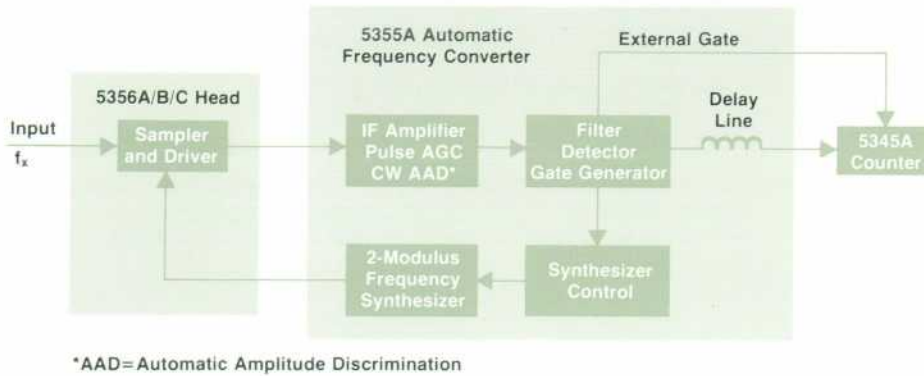 5355A Automatic
Frequency Converter
External Gate
5356A/B/C Head
Delay
Line
Input
fx
Sampler
and Driver
IF Amplifier
Pulse AGC
CW AAD*
Filter
Detector
Gate Generator
5345A
Counter
2-Modulus
Frequency
Synthesizer
Synthesizer
Control
*AAD=Automatic Amplitude Discrimination